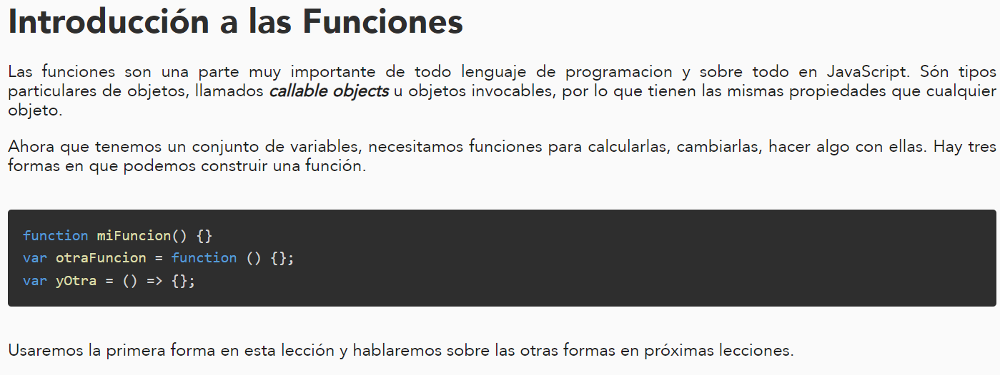 Introducción a las Funciones
Las funciones son una parte muy importante de todo lenguaje de programacion y sobre todo en JavaScript. Són tipos
particulares de objetos, llamados callable objects u objetos invocables, por lo que tienen las mismas propiedades que cualquier
objeto.
Ahora que tenemos un conjunto de variables, necesitamos funciones para calcularlas, cambiarlas, hacer algo con ellas. Hay tres
formas en que podemos construir una función.
function miFuncion() {}
var otraFuncion = function () {};
var yOtra = () => {};
Usaremos la primera forma en esta lección y hablaremos sobre las otras formas en próximas lecciones.